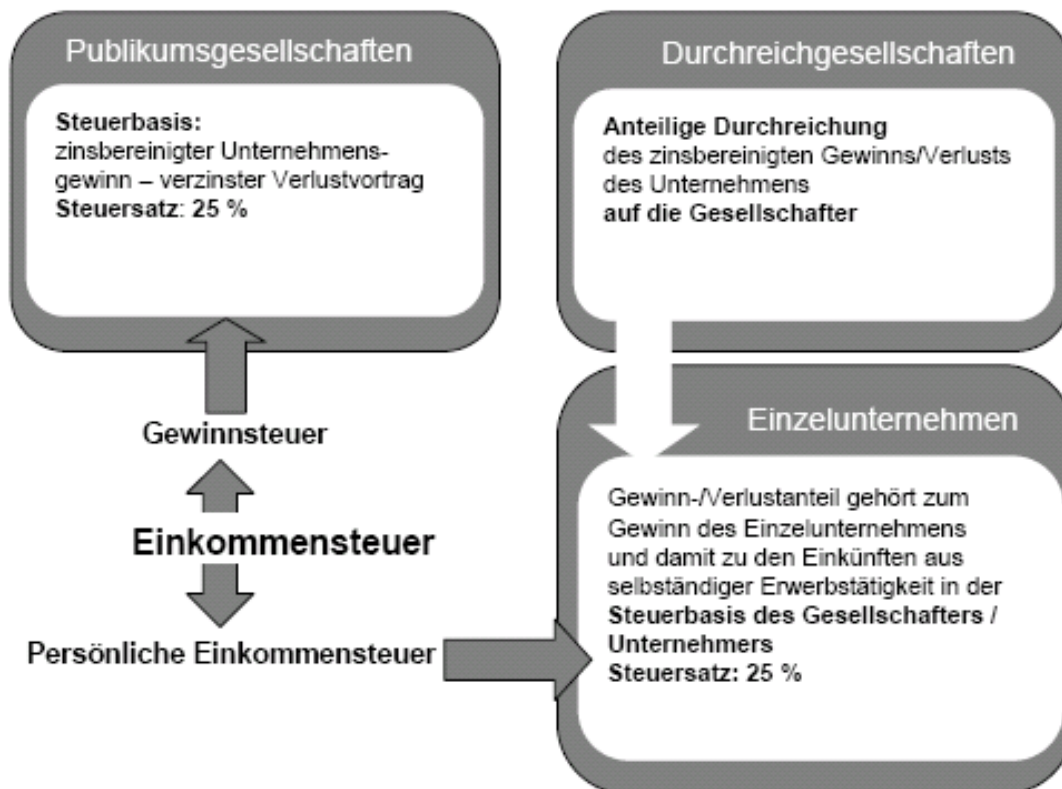 Publikumsgesellschaften
Steuerbasis:
zinsbereinigter Unternehmens-
gewinn – verzinster Verlustvortrag
Steuersatz: 25 %
Durchreichgesellschaften
Anteilige Durchreichung
des zinsbereinigten Gewinns/Verlusts
des Unternehmens
auf die Gesellschafter
Gewinnsteuer
Einkommensteuer
Persönliche Einkommensteuer
Einzelunternehmen
Gewinn-/Verlustanteil gehört zum
Gewinn des Einzelunternehmens
und damit zu den Einkünften aus
selbständiger Erwerbstätigkeit in der
Steuerbasis des Gesellschafters /
Unternehmers
Steuersatz: 25 %